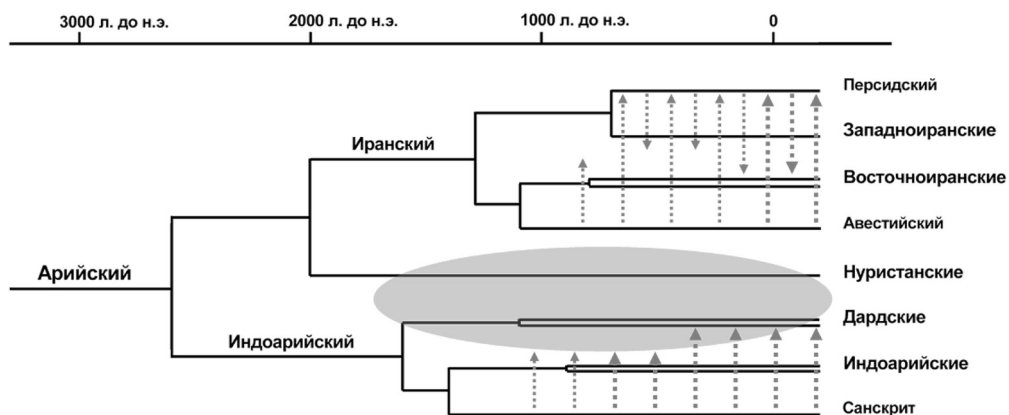 3000 л. до н.э. 2000 л. до н.э. 1000 л. до н.э. 0
Персидский
Западноиранские
Иранский
Восточноиранские
Авестийский
Арийский
Нуристанские
Дардские
Индоарийский
Индоарийские
Санскрит